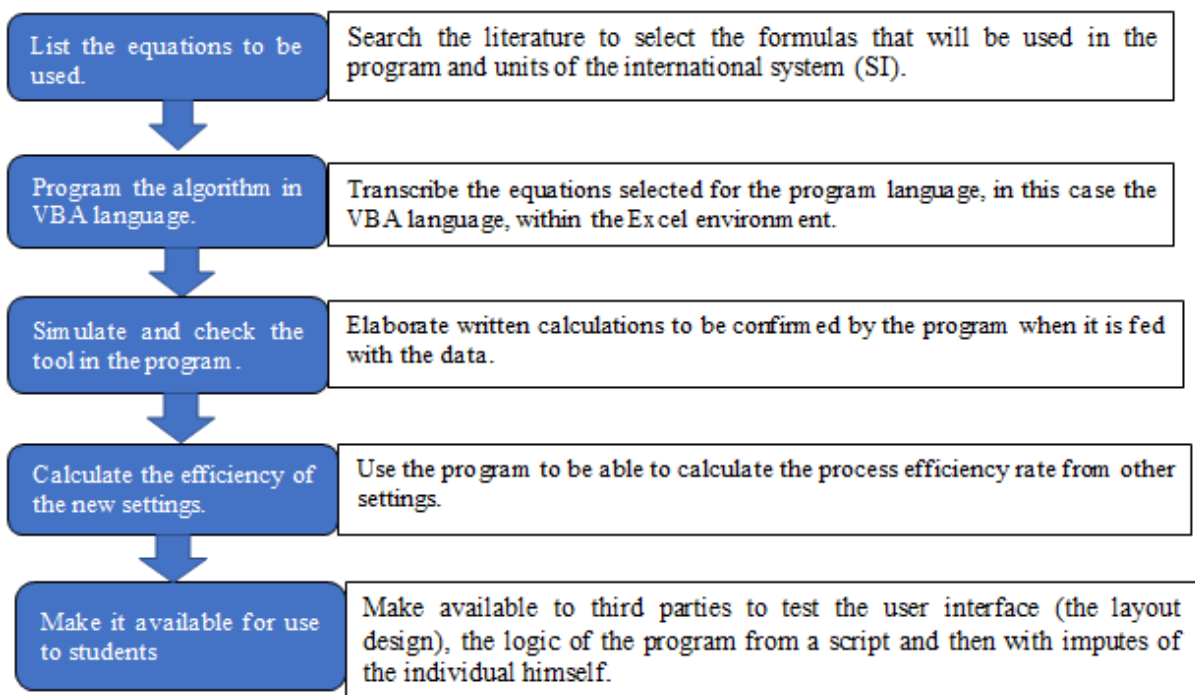 List the equations to be
used.
Search the literature to select the formulas that will be used in the
program and units of the international system (SI).
Program the algorithm in
VBA language.
Transcribe the equations selected for the program language, in this case the
VBA language, within the Excel environment.
Simulate and check the
tool in the program.
Elaborate written calculations to be confirmed by the program when it is fed
with the data.
Calculate the efficiency of
the new settings.
Use the program to be able to calculate the process efficiency rate from other
settings.
Make it available for use
to students
Make available to third parties to test the user interface (the layout
design), the logic of the program from a script and then with imputes of
the individual himself.